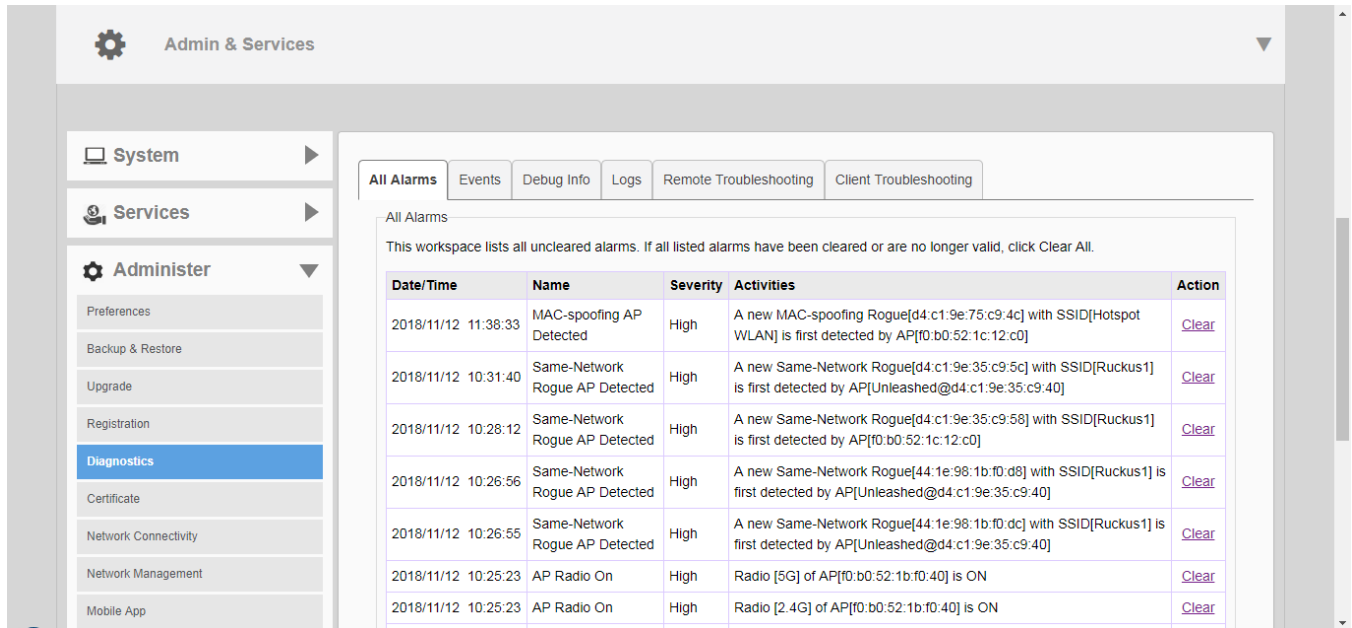 Admin & Services
System
Services
Administer
Preferences
Backup & Restore
Upgrade
Registration
Diagnostics
Certificate
Network Connectivity
Network Management
Mobile App
All Alarms Events Debug Info Logs Remote Troubleshooting Client Troubleshooting
All Alarms
This workspace lists all uncleared alarms. If all listed alarms have been cleared or are no longer valid, click Clear All.
Date/Time Name Severity Activities Action
2018/11/12 11:38:33 MAC-spoofing AP Detected High A new MAC-spoofing Rogue[d4:c1:9e:75:c9:4c] with SSID[Hotspot WLAN] is first detected by AP[f0:b0:52:1c:12:c0] Clear
2018/11/12 10:31:40 Same-Network Rogue AP Detected High A new Same-Network Rogue[d4:c1:9e:35:c9:5c] with SSID[Ruckus1] is first detected by AP[Unleashed@d4:c1:9e:35:c9:40] Clear
2018/11/12 10:28:12 Same-Network Rogue AP Detected High A new Same-Network Rogue[d4:c1:9e:35:c9:58] with SSID[Ruckus1] is first detected by AP[f0:b0:52:1c:12:c0] Clear
2018/11/12 10:26:56 Same-Network Rogue AP Detected High A new Same-Network Rogue[44:1e:98:1b:f0:d8] with SSID[Ruckus1] is first detected by AP[Unleashed@d4:c1:9e:35:c9:40] Clear
2018/11/12 10:26:55 Same-Network Rogue AP Detected High A new Same-Network Rogue[44:1e:98:1b:f0:dc] with SSID[Ruckus1] is first detected by AP[Unleashed@d4:c1:9e:35:c9:40] Clear
2018/11/12 10:25:23 AP Radio On High Radio [5G] of AP[f0:b0:52:1b:f0:40] is ON Clear
2018/11/12 10:25:23 AP Radio On High Radio [2.4G] of AP[f0:b0:52:1b:f0:40] is ON Clear